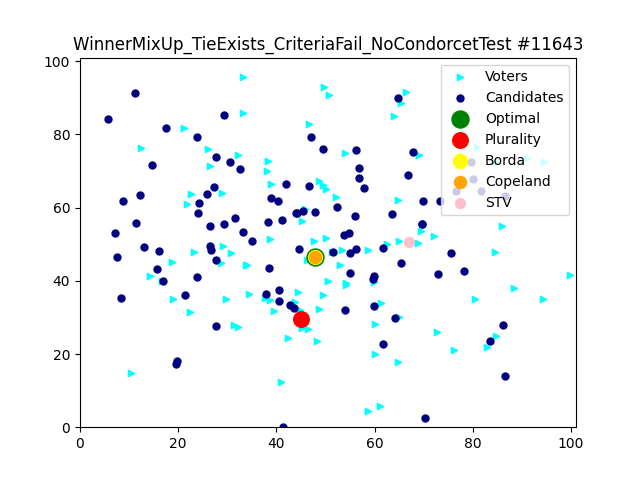 WinnerMixUp_TieExists_CriteriaFail_NoCondorcetTest #11643
100
80
60
40
20
0
0 20 40 60 80 100
Voters
Candidates
Optimal
Plurality
Borda
Copeland
STV